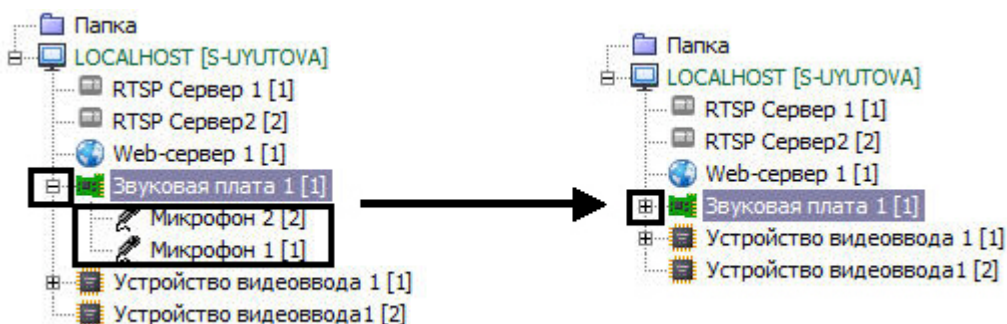 Папка
LOCALHOST [S-UYUTOVA]
RTSP Сервер 1 [1]
RTSP Сервер2 [2]
Web-сервер 1 [1]
Звуковая плата 1 [1]
Микрофон 2 [2]
Микрофон 1 [1]
Устройство видеоввода 1 [1]
Устройство видеоввода1 [2]
Папка
LOCALHOST [S-UYUTOVA]
RTSP Сервер 1 [1]
RTSP Сервер2 [2]
Web-сервер 1 [1]
Звуковая плата 1 [1]
Устройство видеоввода 1 [1]
Устройство видеоввода1 [2]